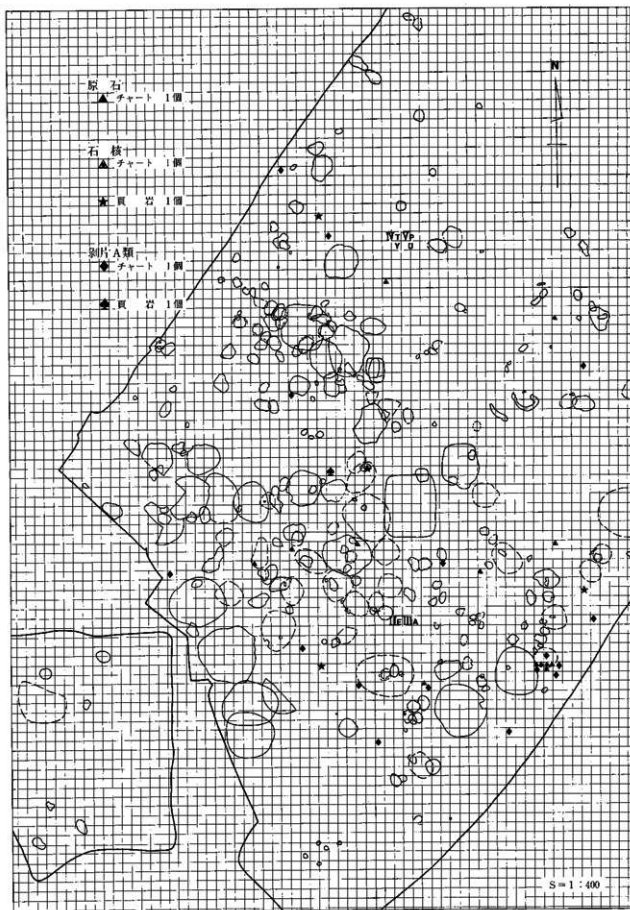 原石
▲ チャート 1個
石核
▲ チャート 1個
★ 頁岩 1個
剥片A類
◆ チャート 1個
♠ 頁岩 1個
N
S=1:400